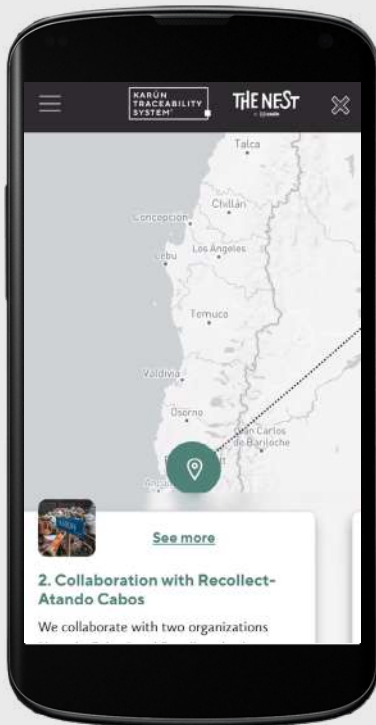 KARÜN
TRACEABILITY
SYSTEM
THE NEST
Talca
Chillán
Concepción
Los Angeles
Lebu
Temuco
Valdivia
Osorno
San Carlos
de Bariloche
See more
2. Collaboration with Recollect-
Atando Cabos
We collaborate with two organizations